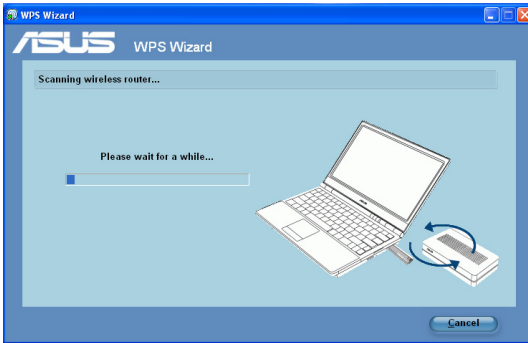 WPS Wizard
ASUS WPS Wizard
Scanning wireless router...
Please wait for a while...
Cancel